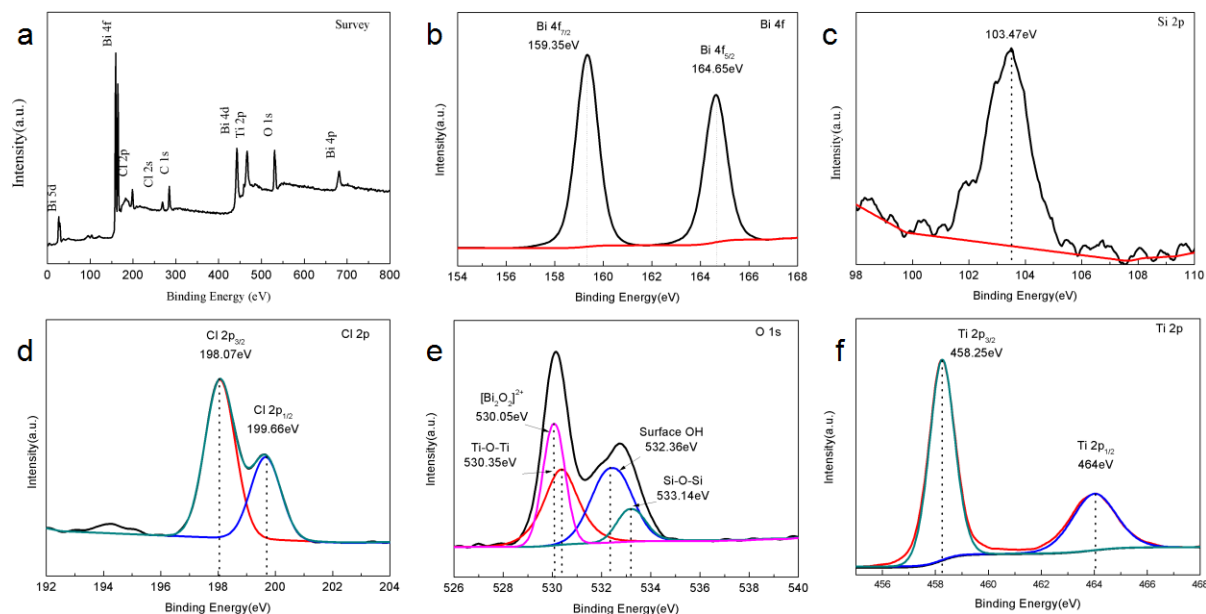 a
Survey
Bi 4f
Bi 5d
Cl 2p
Cl 2s
C 1s
Bi 4d
Ti 2p
O 1s
Bi 4p
Intensity(a.u.)
0 100 200 300 400 500 600 700 800
Binding Energy (eV)
b
Bi 4f
Bi 4f7/2
159.35eV
Bi 4f5/2
164.65eV
Intensity(a.u.)
154 156 158 160 162 164 166 168
Binding Energy(eV)
c
Si 2p
103.47eV
Intensity(a.u.)
98 100 102 104 106 108 110
Binding Energy(eV)
d
Cl 2p
Cl 2p3/2
198.07eV
Cl 2p1/2
199.66eV
Intensity(a.u.)
192 194 196 198 200 202 204
Binding Energy(eV)
e
O 1s
[Bi2O2]2+
530.05eV
Ti-O-Ti
530.35eV
Surface OH
532.36eV
Si-O-Si
533.14eV
Intensity(a.u.)
526 528 530 532 534 536 538 540
Binding Energy(eV)
f
Ti 2p
Ti 2p3/2
458.25eV
Ti 2p1/2
464eV
Intensity(a.u.)
456 458 460 462 464 466 468
Binding Energy(eV)